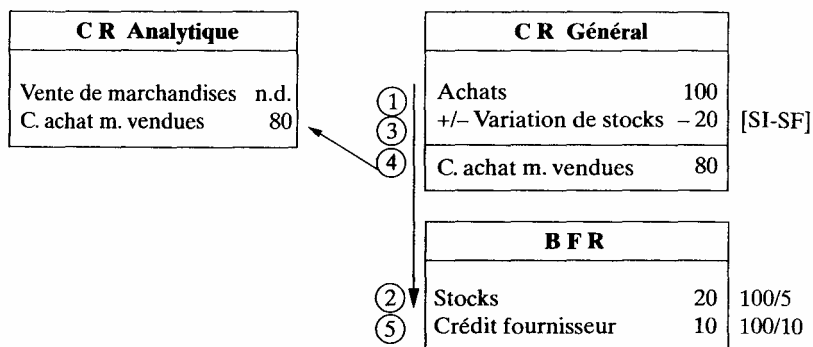 C R Analytique
Vente de marchandises n.d.
C. achat m. vendues 80
C R Général
① Achats 100
③ +/– Variation de stocks – 20 [SI-SF]
④ C. achat m. vendues 80
B F R
② Stocks 20 100/5
⑤ Crédit fournisseur 10 100/10